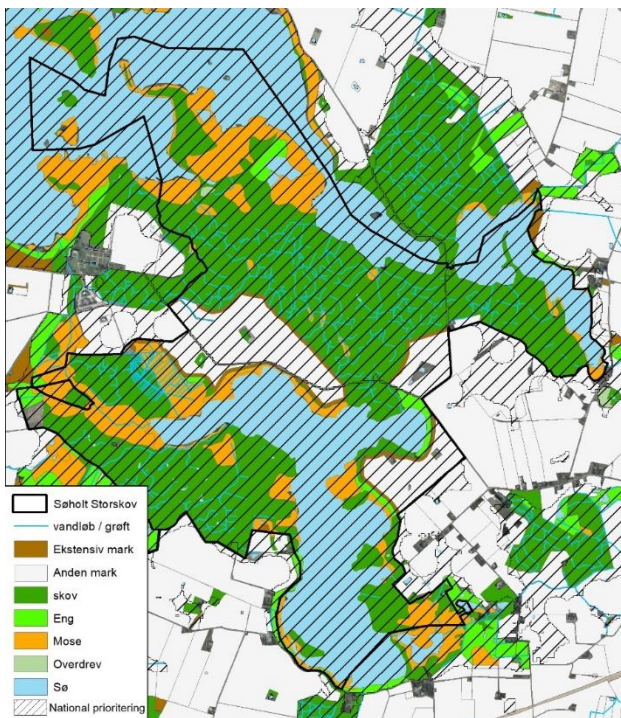 Søholt Storskov
vandløb / grøft
Ekstensiv mark
Anden mark
skov
Eng
Mose
Overdrev
Sø
National prioritering